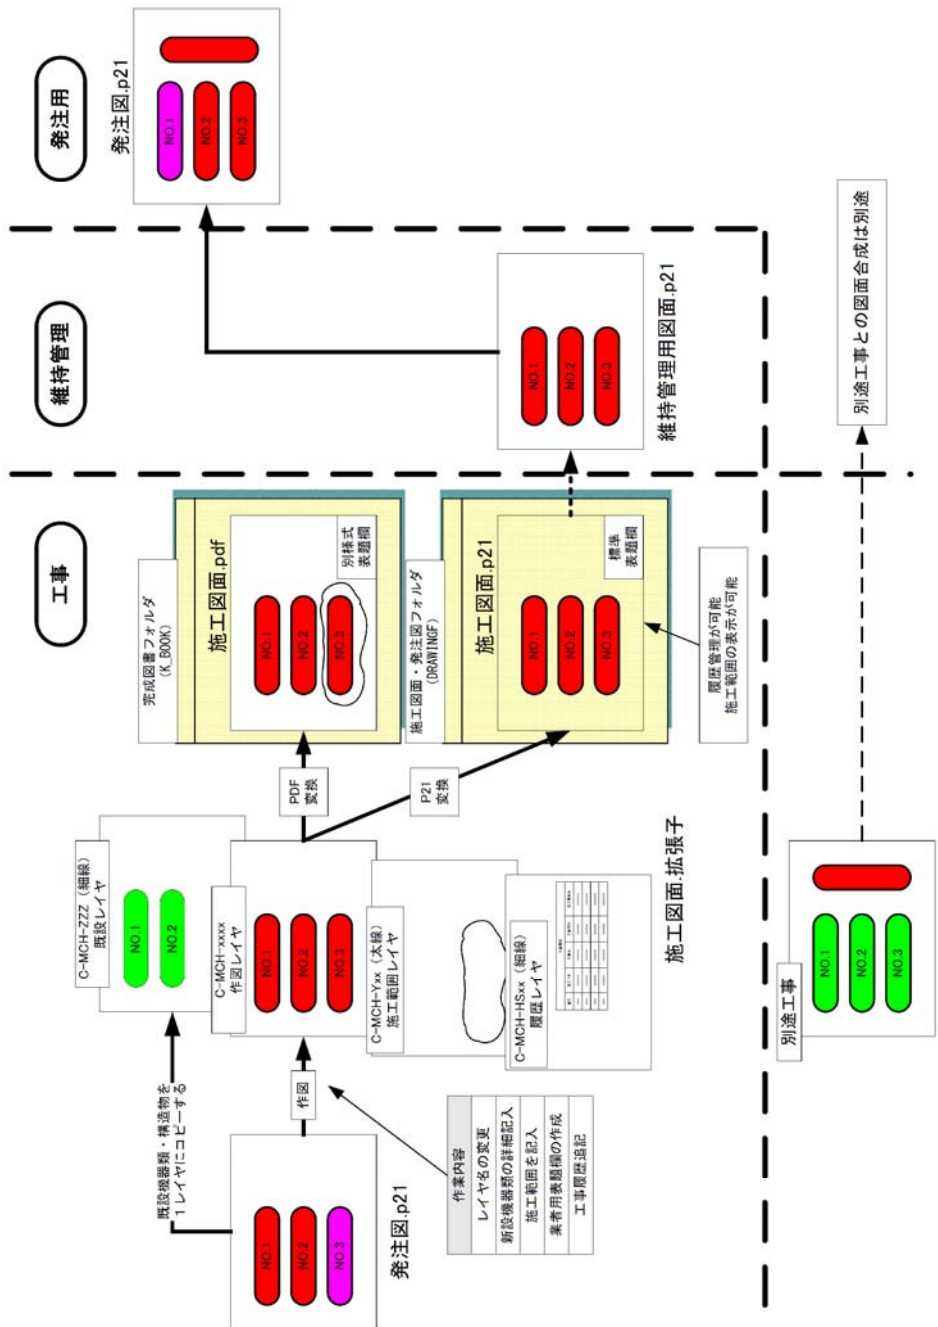 工事
維持管理
発注用
既設機器類・構造物を
1レイヤにコピーする
NO.1
NO.2
NO.3
発注図.p21
作図
作業内容
レイヤ名の変更
新設機器類の詳細記入
施工範囲を記入
業者用表題欄の作成
工事履歴追記
C-MCH-ZZZ（細線）
既設レイヤ
NO.1
NO.2
C-MCH-xxxx
作図レイヤ
NO.1
NO.2
NO.3
C-MCH-Yxx（太線）
施工範囲レイヤ
C-MCH-HSxx（細線）
履歴レイヤ
施工図面.拡張子
PDF
変換
P21
変換
完成図書フォルダ
(K_BOOK)
施工図面.pdf
NO.1
NO.2
NO.3
別様式
表題欄
施工図面・発注図フォルダ
(DRAWINGF)
施工図面.p21
NO.1
NO.2
NO.3
標準
表題欄
履歴管理が可能
施工範囲の表示が可能
NO.1
NO.2
NO.3
維持管理用図面.p21
発注図.p21
NO.1
NO.2
NO.3
別途工事
NO.1
NO.2
NO.3
別途工事との図面合成は別途